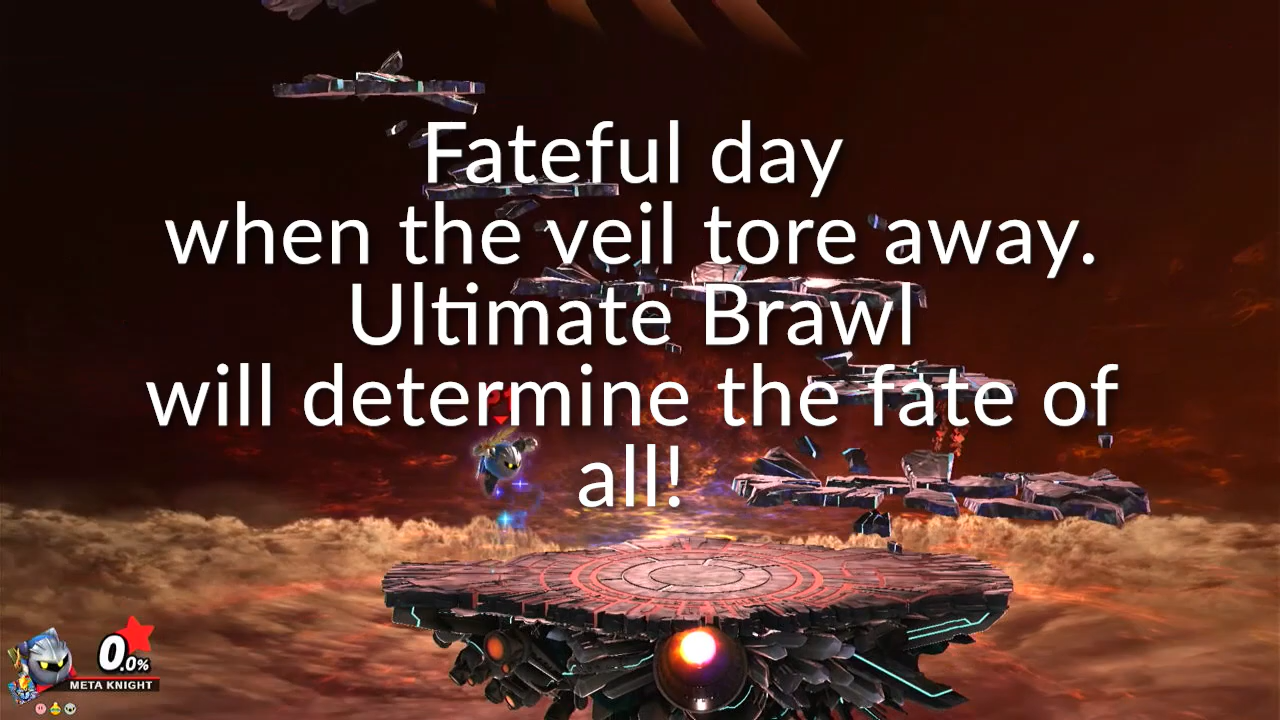 Fateful day
when the veil tore away.
Ultimate Brawl
will determine the fate of
all!
P1
0.0%
META KNIGHT